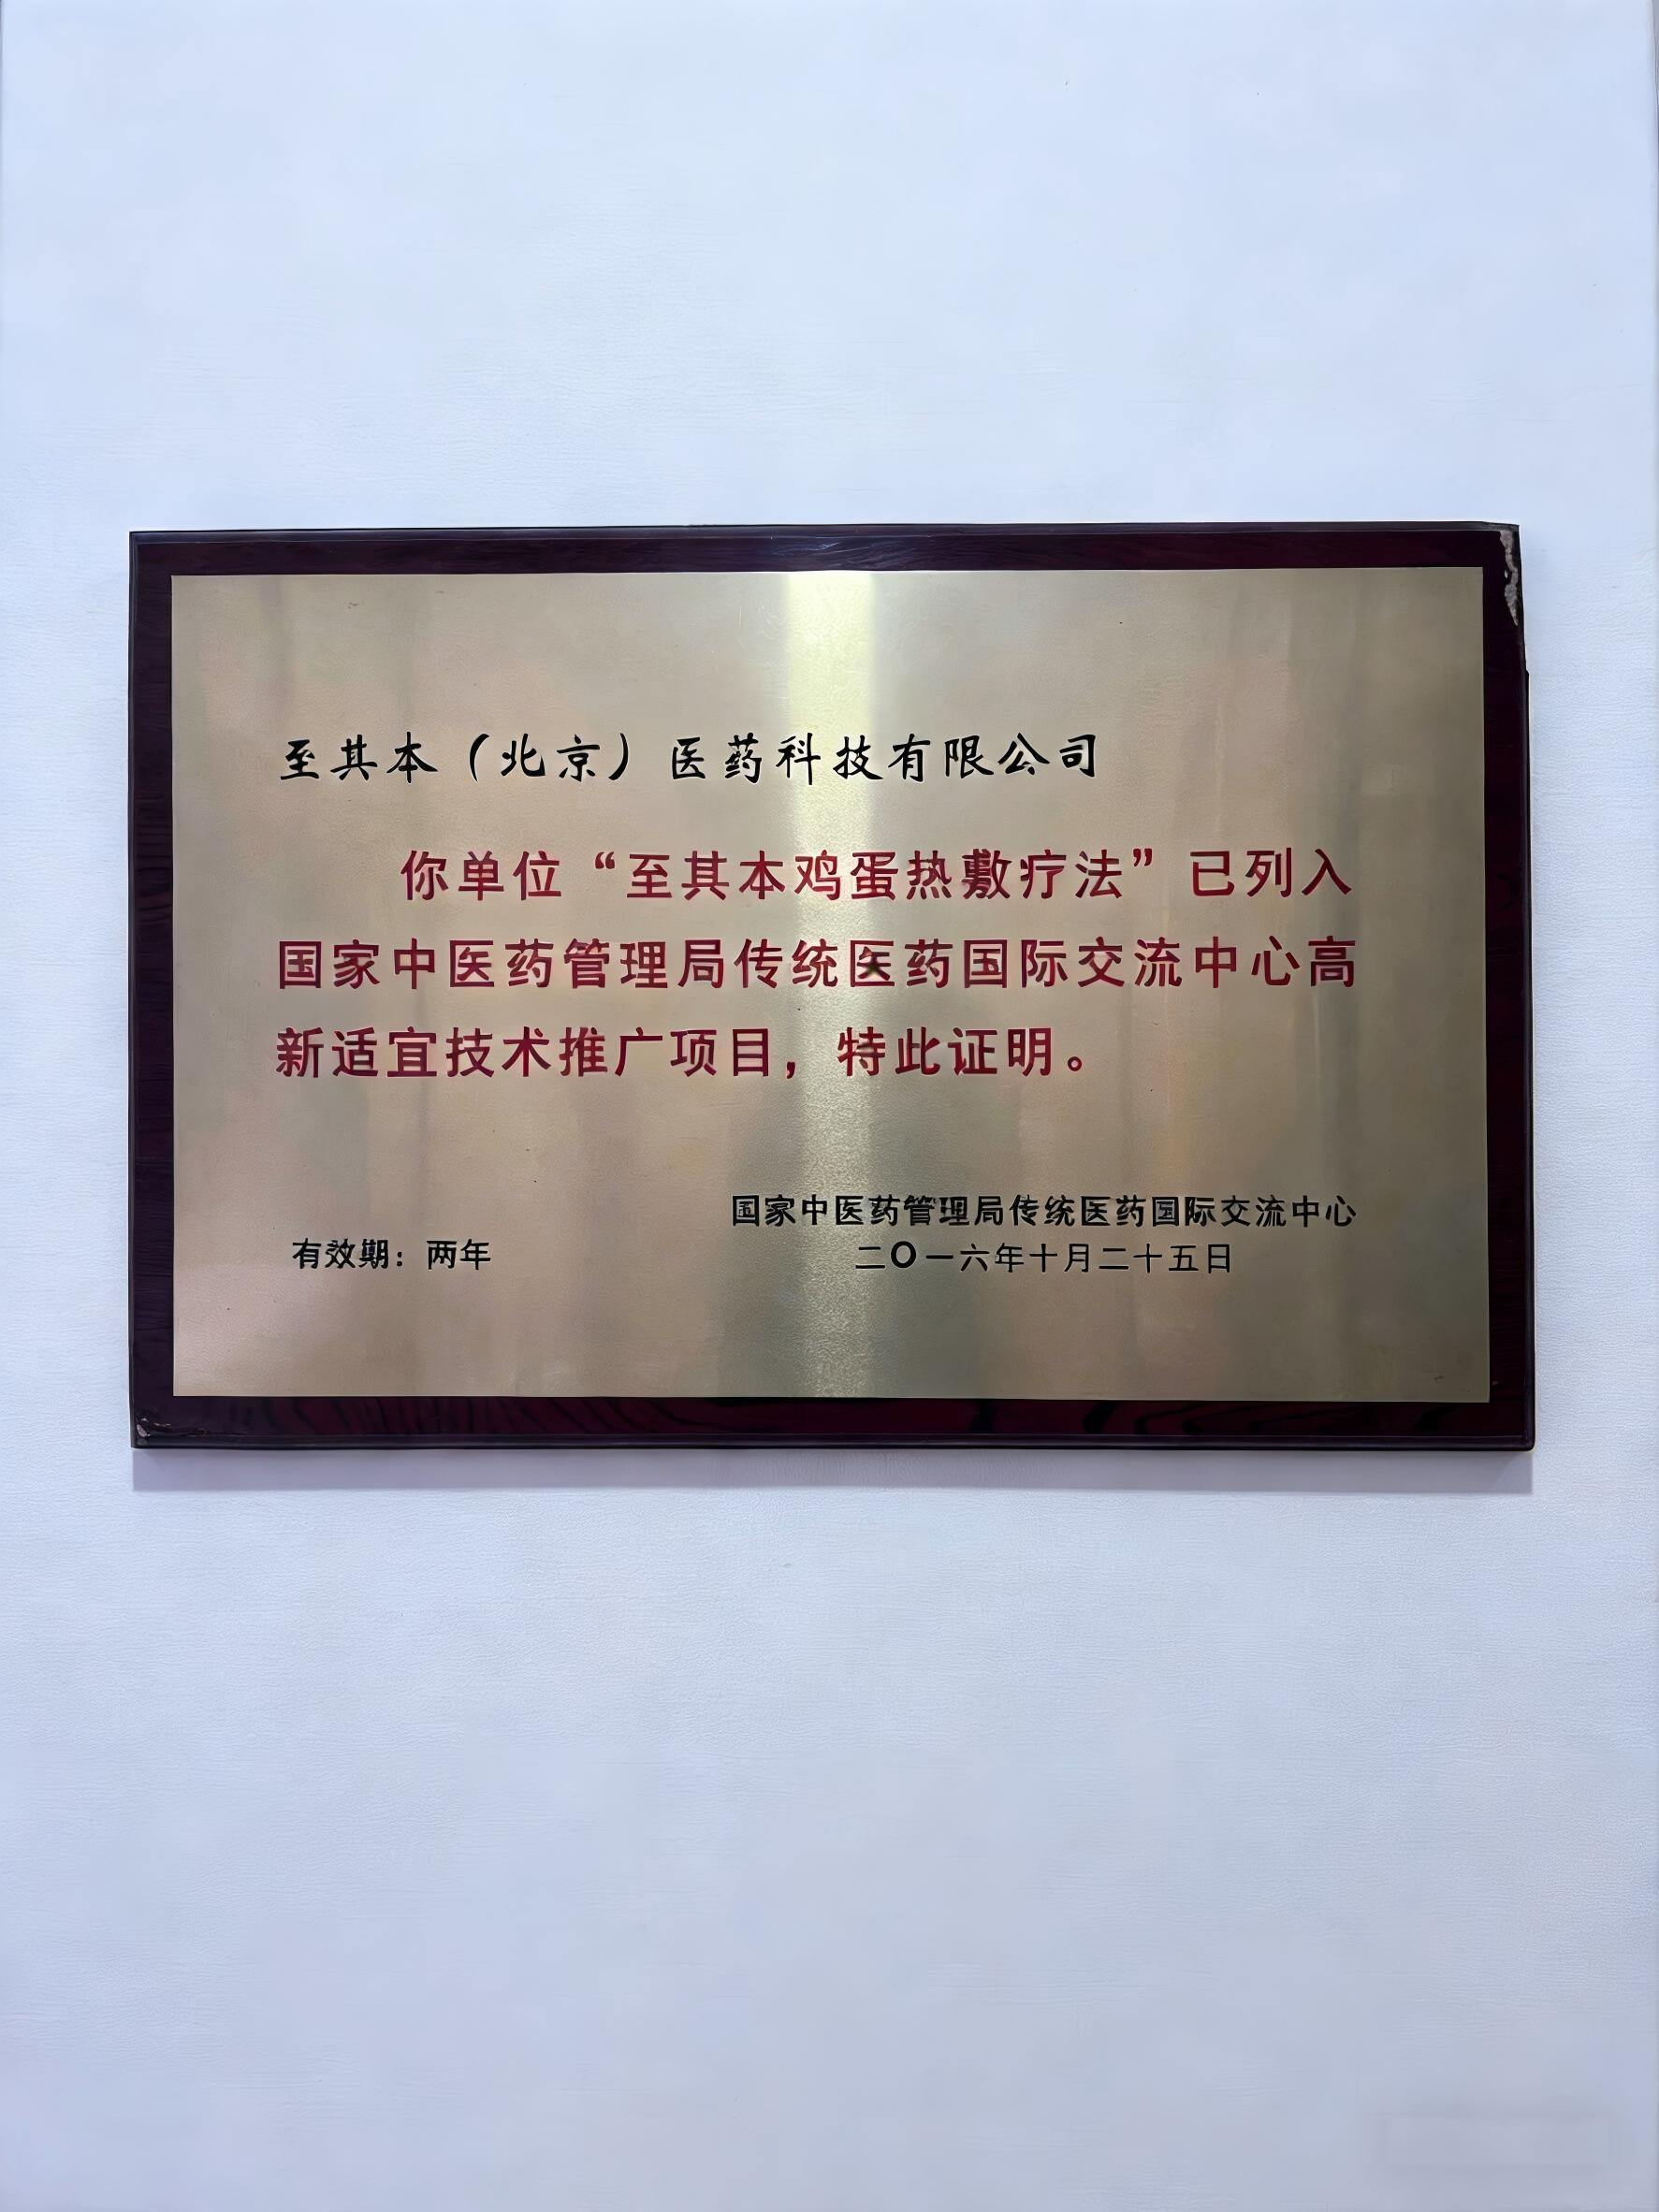 至其本（北京）医药科技有限公司
你单位“至其本鸡蛋热敷疗法”已列入
国家中医药管理局传统医药国际交流中心高
新适宜技术推广项目，特此证明。
国家中医药管理局传统医药国际交流中心
有效期：两年
二〇一六年十月二十五日